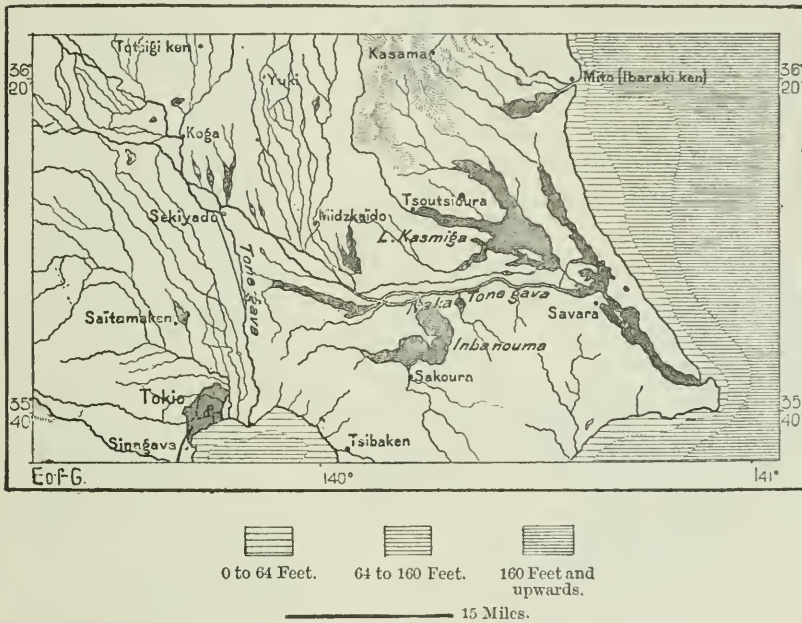 Totsigi ken
Kasama
36°
20'
36°
20'
Yuki
Mito [Ibaraki ken]
Koga
Tsoutsioura
Sekiyado
Midzkaido
L. Kasmiga
Tone gava
Naka Tone gava
Savara
Saitamaken
Inbanouma
Sakoura
Tokio
35°
40'
35°
40'
Sinagava
Tsibaken
E of G.
140°
141°
0 to 64 Feet.
64 to 160 Feet.
160 Feet and
upwards.
15 Miles.